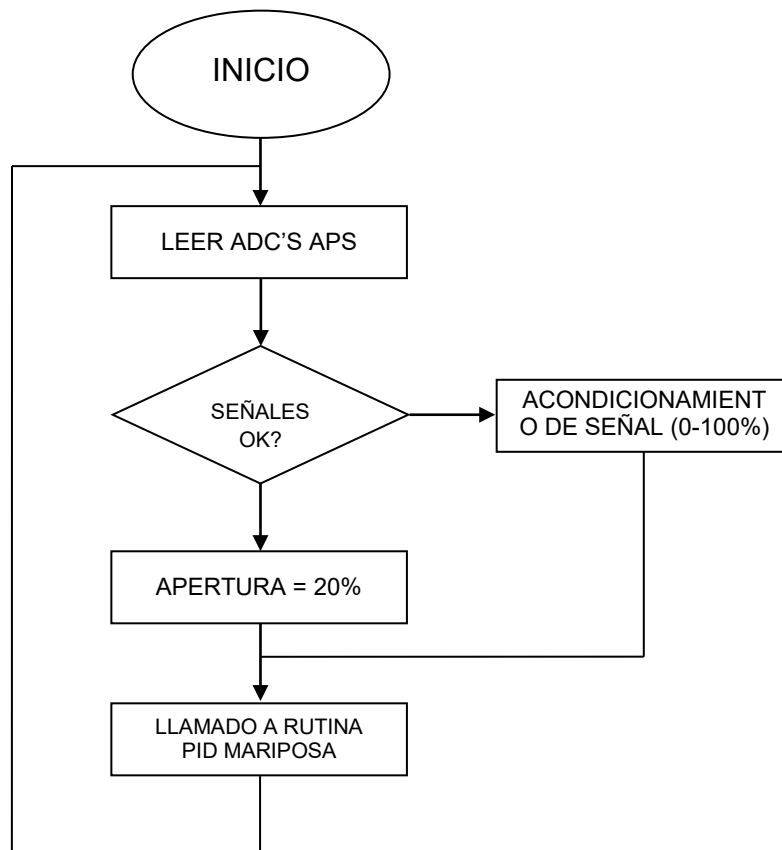 INICIO
LEER ADC’S APS
SEÑALES
OK?
ACONDICIONAMIENT
O DE SEÑAL (0-100%)
APERTURA = 20%
LLAMADO A RUTINA
PID MARIPOSA